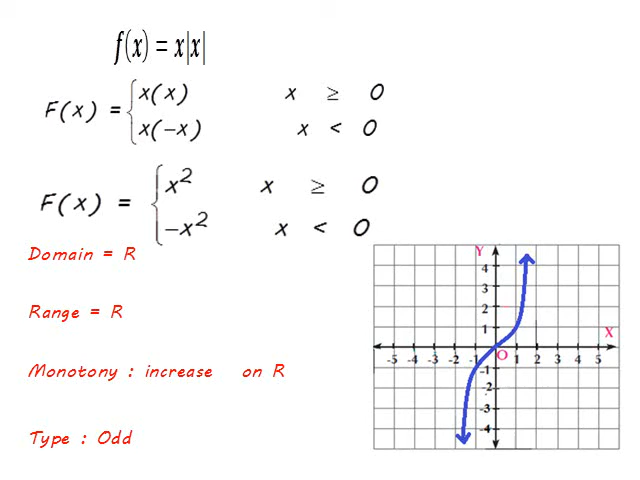 f(x) = x|x|
F(x) = { x(x) x ≥ 0
x(-x) x < 0
F(x) = { x² x ≥ 0
-x² x < 0
Domain = R
Range = R
Monotony : increase on R
Type : Odd
Y
4
3
2
1
X
-5 -4 -3 -2 -1 O 1 2 3 4 5
-1
-2
-3
-4